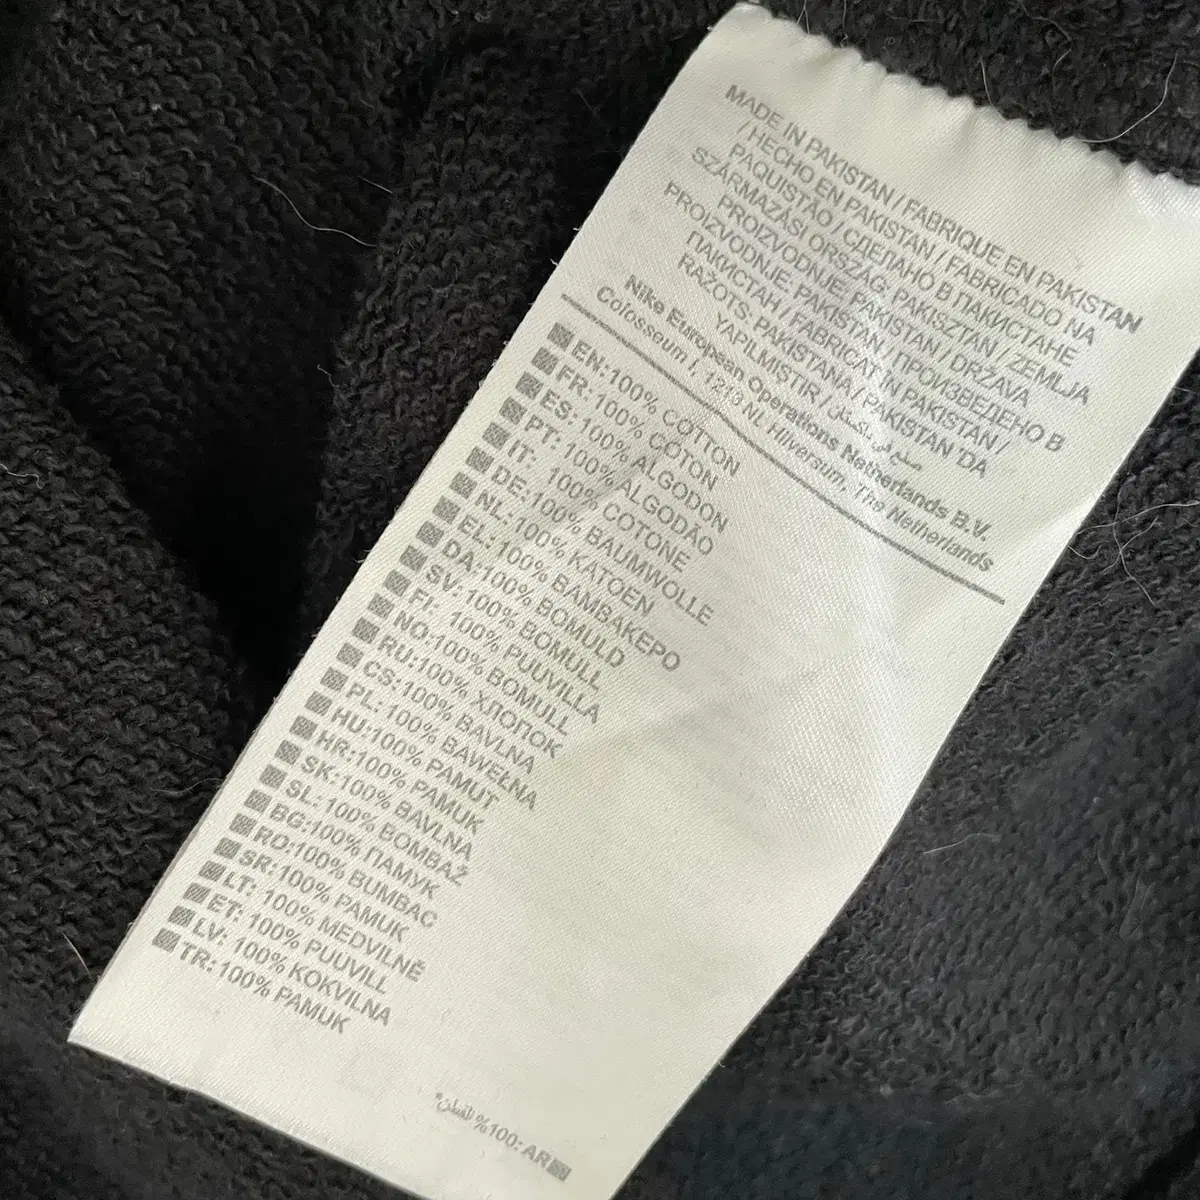 MADE IN PAKISTAN / FABRIQUE EN PAKISTAN
/ HECHO EN PAKISTAN / FABRICADO NA
PAQUISTÃO / СДЕЛАНО В ПАКИСТАНЕ
SZÁRMAZÁSI ORSZÁG: PAKISZTÁN / ZEMLJA
PROIZVODNJE: PAKISTAN / DRŽAVA
PROIZVODNJE: PAKISTAN / ПРОИЗВЕДЕНО В
ПАКИСТАН / FABRICAT IN PAKISTAN /
RAŽOTS: PAKISTĀNA / PAKISTAN 'DA
YAPILMISTIR / صنع في باكستان
Nike European Operations Netherlands B.V.
Colosseum 1, 1213 NL Hilversum, The Netherlands
EN:100% COTTON
FR: 100% COTON
ES: 100% ALGODON
PT: 100% ALGODÃO
IT: 100% COTONE
DE:100% BAUMWOLLE
NL: 100% KATOEN
EL: 100% ΒΑΜΒΑΚΕΡΟ
DA:100% BOMULD
SV: 100% BOMULL
FI: 100% PUUVILLA
NO:100% BOMULL
RU:100% ХЛОПОК
CS:100% BAVLNA
PL: 100% BAWEŁNA
HU:100% PAMUT
HR:100% PAMUK
SK:100% BAVLNA
SL: 100% BOMBAŽ
BG:100% ПАМУК
RO:100% BUMBAC
SR: 100% PAMUK
LT: 100% MEDVILNĖ
ET: 100% PUUVILL
LV: 100% KOKVILNA
TR:100% PAMUK
*القطن %100: AR